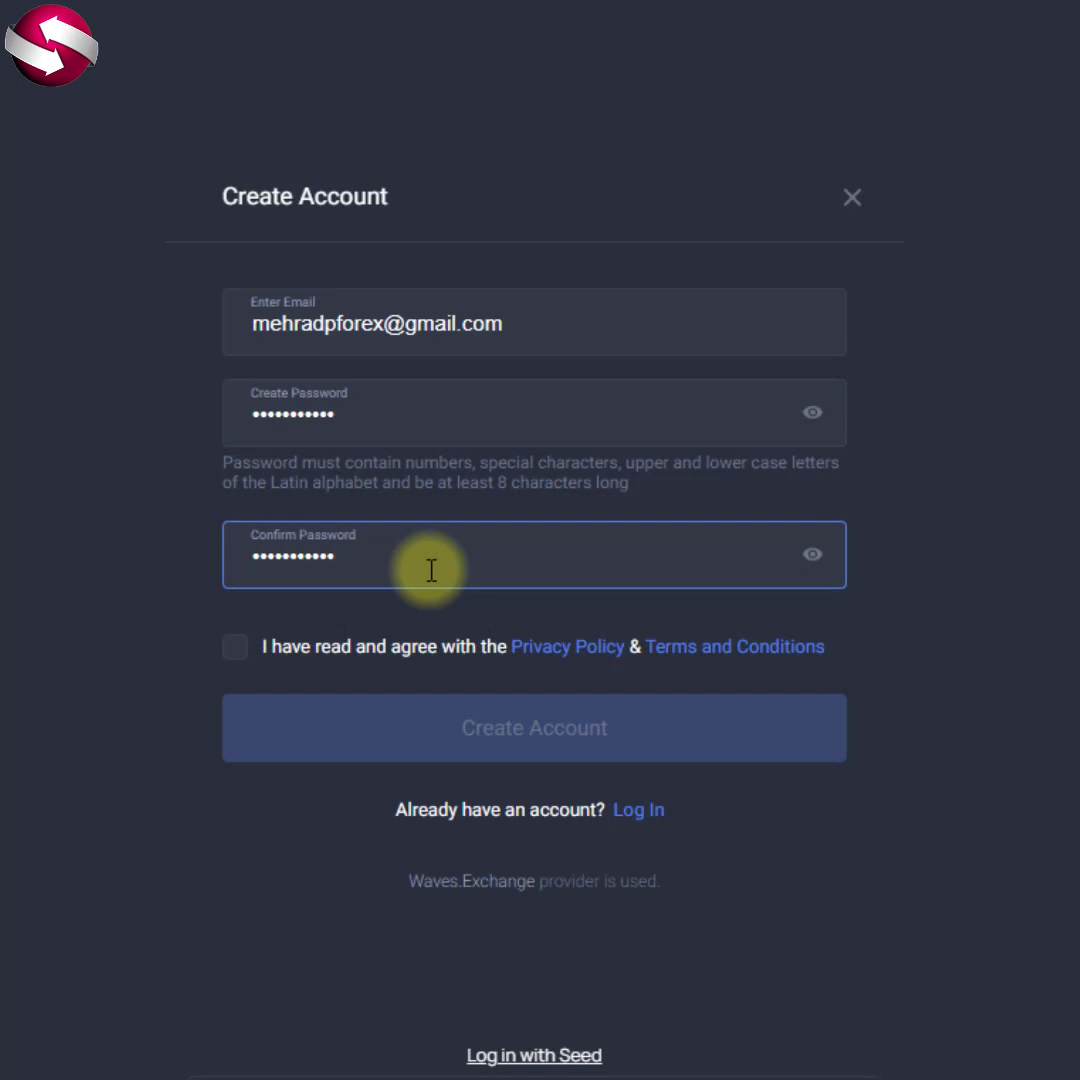 Create Account
Enter Email
mehradpforex@gmail.com
Create Password
•••••••••••
Password must contain numbers, special characters, upper and lower case letters
of the Latin alphabet and be at least 8 characters long
Confirm Password
•••••••••••
I have read and agree with the Privacy Policy & Terms and Conditions
Create Account
Already have an account? Log In
Waves.Exchange provider is used.
Log in with Seed